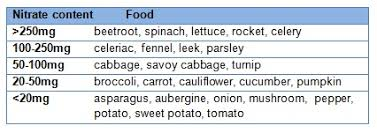 Nitrate content Food
>250mg beetroot, spinach, lettuce, rocket, celery
100-250mg celeriac, fennel, leek, parsley
50-100mg cabbage, savoy cabbage, turnip
20-50mg broccoli, carrot, cauliflower, cucumber, pumpkin
<20mg asparagus, aubergine, onion, mushroom, pepper,
potato, sweet potato, tomato